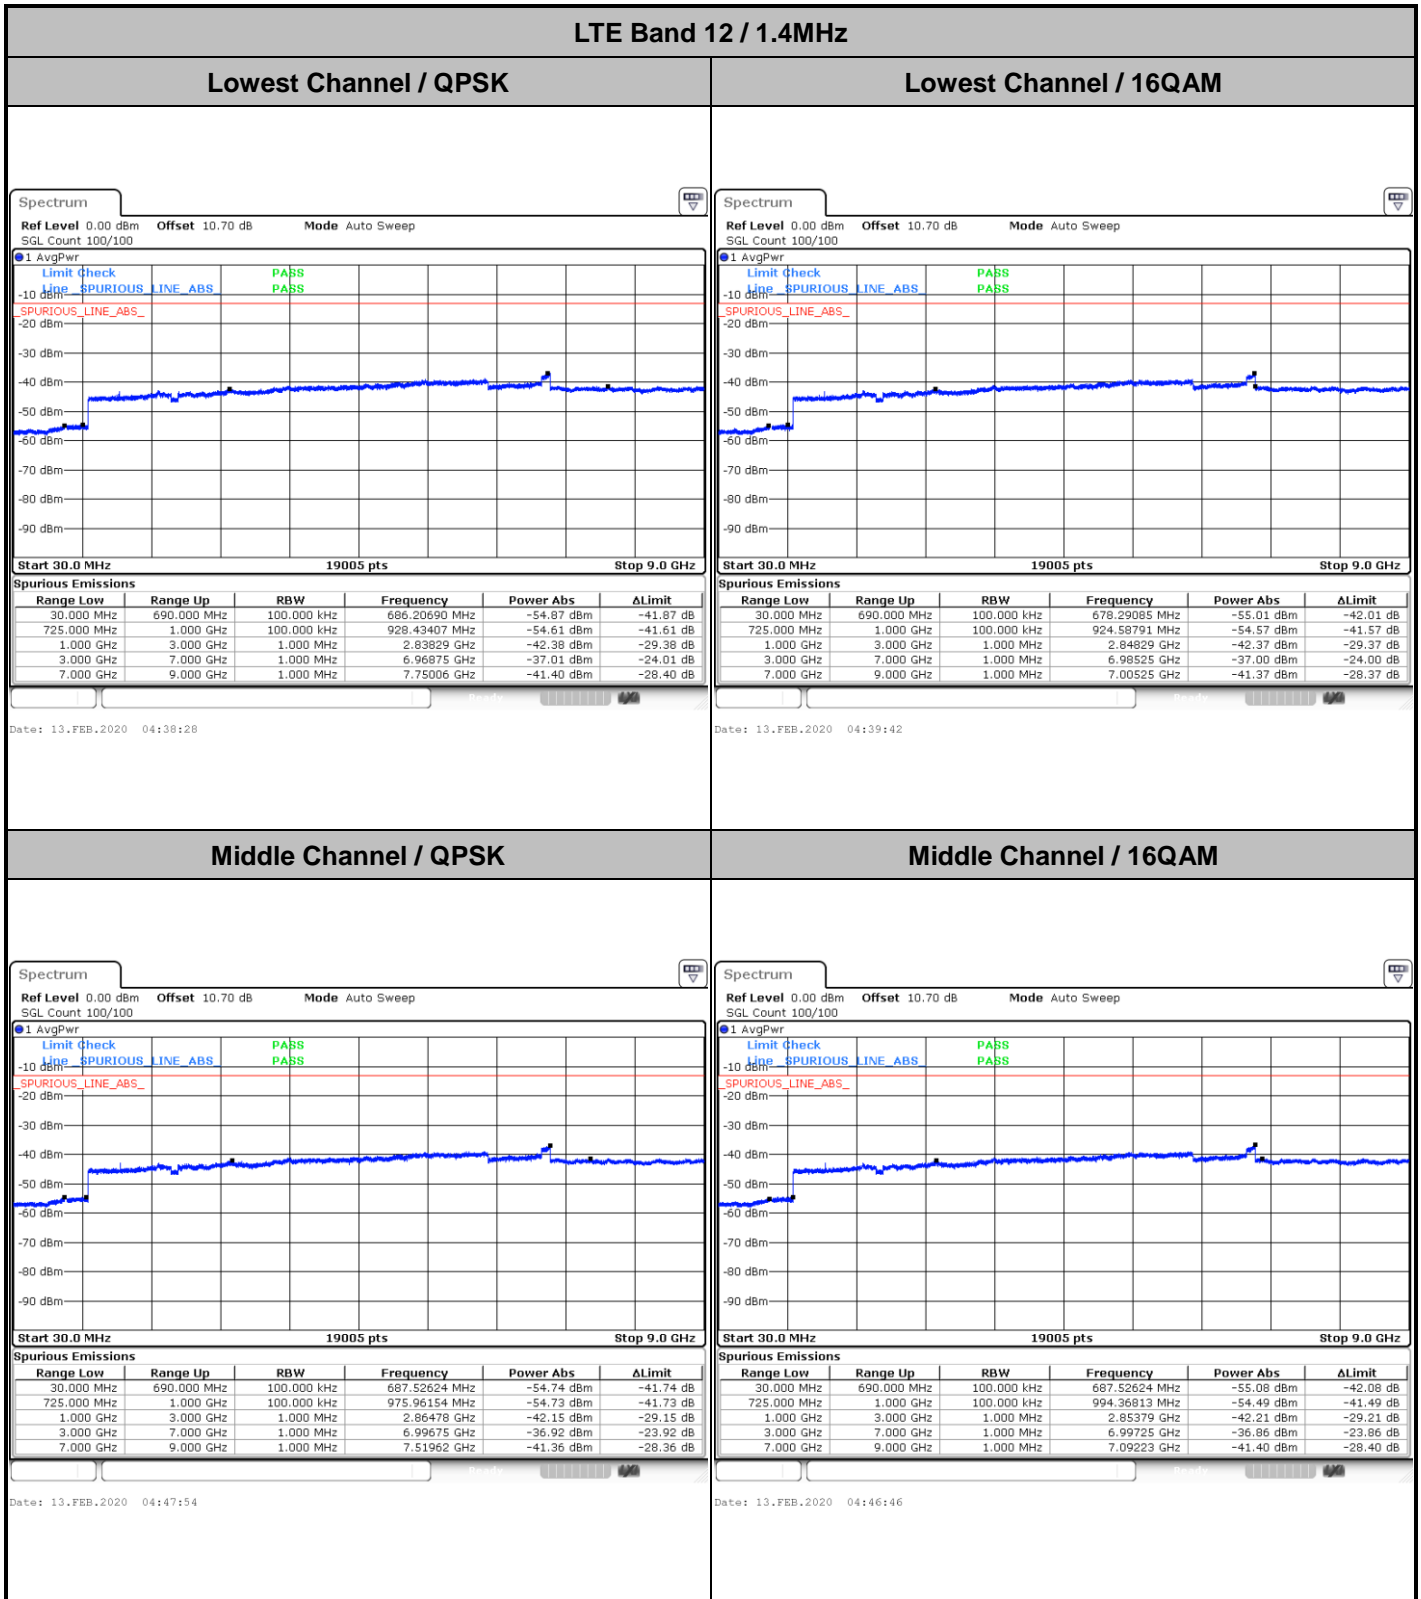 LTE Band 12 / 1.4MHz
Lowest Channel / QPSK
Lowest Channel / 16QAM
Spectrum
Ref Level 0.00 dBm Offset 10.70 dB Mode Auto Sweep
SGL Count 100/100
1 AvgPwr
Limit Check PASS
Line _SPURIOUS_LINE_ABS_ PASS
-10 dBm
_SPURIOUS_LINE_ABS_
-20 dBm
-30 dBm
-40 dBm
-50 dBm
-60 dBm
-70 dBm
-80 dBm
-90 dBm
Start 30.0 MHz 19005 pts Stop 9.0 GHz
Spurious Emissions
Range Low Range Up RBW Frequency Power Abs ΔLimit
30.000 MHz 690.000 MHz 100.000 kHz 686.20690 MHz -54.87 dBm -41.87 dB
725.000 MHz 1.000 GHz 100.000 kHz 928.43407 MHz -54.61 dBm -41.61 dB
1.000 GHz 3.000 GHz 1.000 MHz 2.83829 GHz -42.38 dBm -29.38 dB
3.000 GHz 7.000 GHz 1.000 MHz 6.96875 GHz -37.01 dBm -24.01 dB
7.000 GHz 9.000 GHz 1.000 MHz 7.75006 GHz -41.40 dBm -28.40 dB
Ready
Date: 13.FEB.2020 04:38:28
Spectrum
Ref Level 0.00 dBm Offset 10.70 dB Mode Auto Sweep
SGL Count 100/100
1 AvgPwr
Limit Check PASS
Line _SPURIOUS_LINE_ABS_ PASS
-10 dBm
_SPURIOUS_LINE_ABS_
-20 dBm
-30 dBm
-40 dBm
-50 dBm
-60 dBm
-70 dBm
-80 dBm
-90 dBm
Start 30.0 MHz 19005 pts Stop 9.0 GHz
Spurious Emissions
Range Low Range Up RBW Frequency Power Abs ΔLimit
30.000 MHz 690.000 MHz 100.000 kHz 678.29085 MHz -55.01 dBm -42.01 dB
725.000 MHz 1.000 GHz 100.000 kHz 924.58791 MHz -54.57 dBm -41.57 dB
1.000 GHz 3.000 GHz 1.000 MHz 2.84829 GHz -42.37 dBm -29.37 dB
3.000 GHz 7.000 GHz 1.000 MHz 6.98525 GHz -37.00 dBm -24.00 dB
7.000 GHz 9.000 GHz 1.000 MHz 7.00525 GHz -41.37 dBm -28.37 dB
Ready
Date: 13.FEB.2020 04:39:42
Middle Channel / QPSK
Middle Channel / 16QAM
Spectrum
Ref Level 0.00 dBm Offset 10.70 dB Mode Auto Sweep
SGL Count 100/100
1 AvgPwr
Limit Check PASS
Line _SPURIOUS_LINE_ABS_ PASS
-10 dBm
_SPURIOUS_LINE_ABS_
-20 dBm
-30 dBm
-40 dBm
-50 dBm
-60 dBm
-70 dBm
-80 dBm
-90 dBm
Start 30.0 MHz 19005 pts Stop 9.0 GHz
Spurious Emissions
Range Low Range Up RBW Frequency Power Abs ΔLimit
30.000 MHz 690.000 MHz 100.000 kHz 687.52624 MHz -54.74 dBm -41.74 dB
725.000 MHz 1.000 GHz 100.000 kHz 975.96154 MHz -54.73 dBm -41.73 dB
1.000 GHz 3.000 GHz 1.000 MHz 2.86478 GHz -42.15 dBm -29.15 dB
3.000 GHz 7.000 GHz 1.000 MHz 6.99675 GHz -36.92 dBm -23.92 dB
7.000 GHz 9.000 GHz 1.000 MHz 7.51962 GHz -41.36 dBm -28.36 dB
Ready
Date: 13.FEB.2020 04:47:54
Spectrum
Ref Level 0.00 dBm Offset 10.70 dB Mode Auto Sweep
SGL Count 100/100
1 AvgPwr
Limit Check PASS
Line _SPURIOUS_LINE_ABS_ PASS
-10 dBm
_SPURIOUS_LINE_ABS_
-20 dBm
-30 dBm
-40 dBm
-50 dBm
-60 dBm
-70 dBm
-80 dBm
-90 dBm
Start 30.0 MHz 19005 pts Stop 9.0 GHz
Spurious Emissions
Range Low Range Up RBW Frequency Power Abs ΔLimit
30.000 MHz 690.000 MHz 100.000 kHz 687.52624 MHz -55.08 dBm -42.08 dB
725.000 MHz 1.000 GHz 100.000 kHz 994.36813 MHz -54.49 dBm -41.49 dB
1.000 GHz 3.000 GHz 1.000 MHz 2.85379 GHz -42.21 dBm -29.21 dB
3.000 GHz 7.000 GHz 1.000 MHz 6.99725 GHz -36.86 dBm -23.86 dB
7.000 GHz 9.000 GHz 1.000 MHz 7.09223 GHz -41.40 dBm -28.40 dB
Ready
Date: 13.FEB.2020 04:46:46